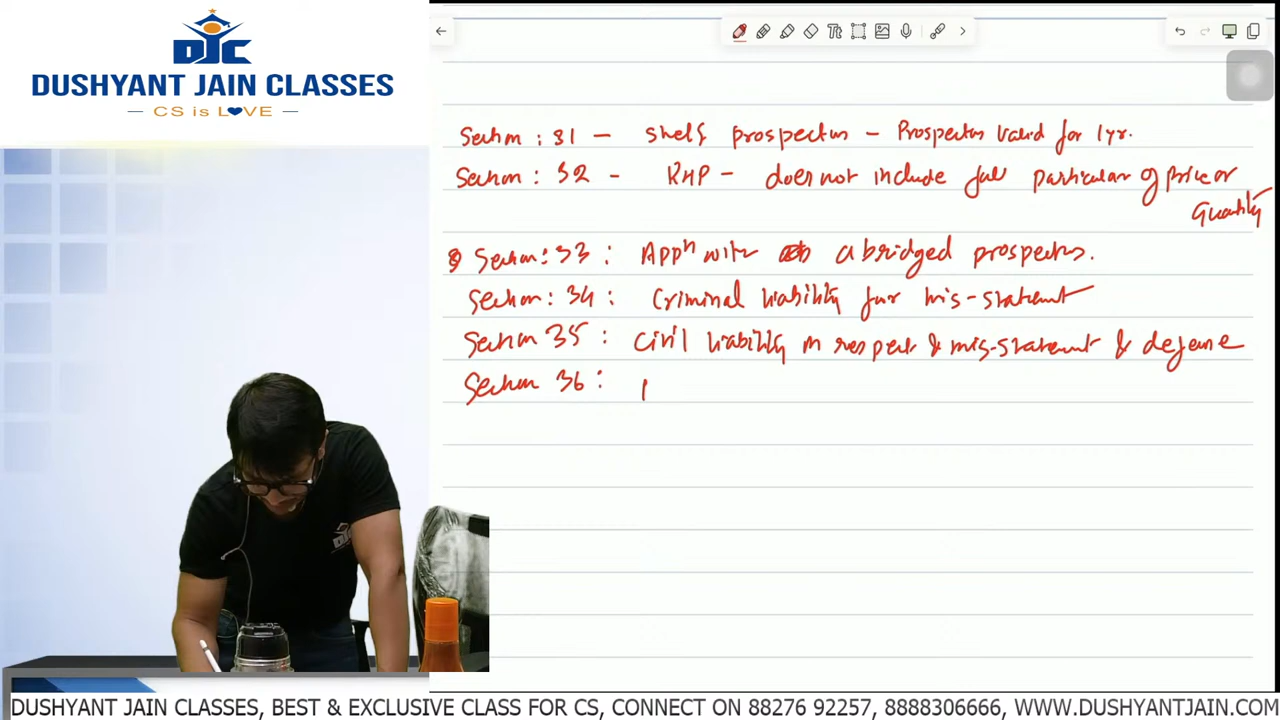 DJC
DUSHYANT JAIN CLASSES
CS is LOVE
Section : 31 – Shelf prospectus – Prospectus valid for 1yr.
Section : 32 – RHP – does not include full particular of price or
Quantity
Section : 33 : Appn with abridged prospectus.
Section : 34 : Criminal liability for mis-statement
Section 35 : Civil liability in respect & mis-statement & defense
Section 36 :
DUSHYANT JAIN CLASSES, BEST & EXCLUSIVE CLASS FOR CS, CONNECT ON 88276 92257, 8888306666, WWW.DUSHYANTJAIN.COM